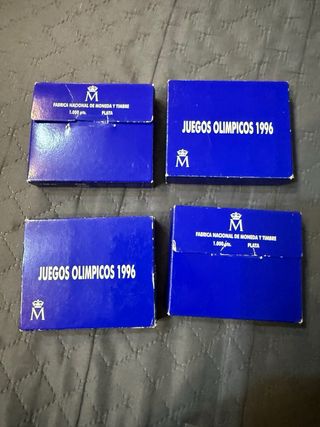 M
FABRICA NACIONAL DE MONEDA Y TIMBRE
1.000 pts. PLATA
JUEGOS OLIMPICOS 1996
M
JUEGOS OLIMPICOS 1996
M
M
FABRICA NACIONAL DE MONEDA Y TIMBRE
1.000 pts. PLATA